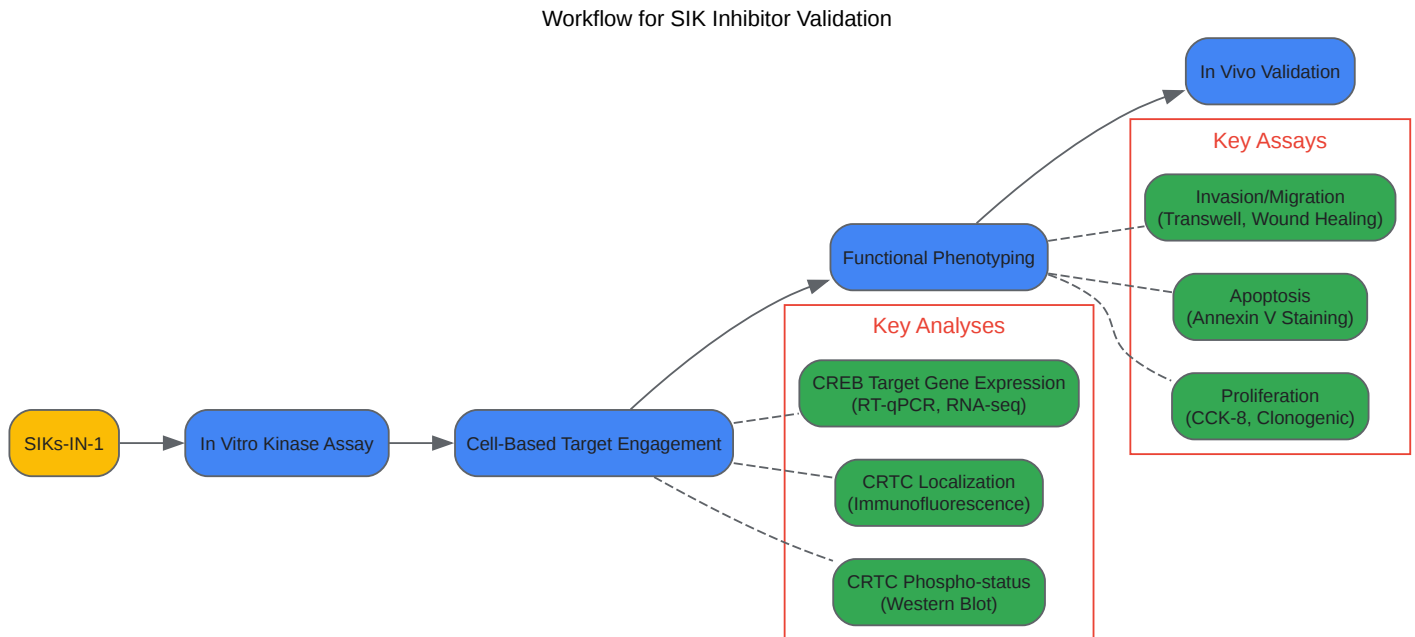 Workflow for SIK Inhibitor Validation
In Vivo Validation
Key Assays
Invasion/Migration
(Transwell, Wound Healing)
Functional Phenotyping
Apoptosis
(Annexin V Staining)
Key Analyses
CREB Target Gene Expression
(RT-qPCR, RNA-seq)
Proliferation
(CCK-8, Clonogenic)
SIKs-IN-1
In Vitro Kinase Assay
Cell-Based Target Engagement
CRTC Localization
(Immunofluorescence)
CRTC Phospho-status
(Western Blot)